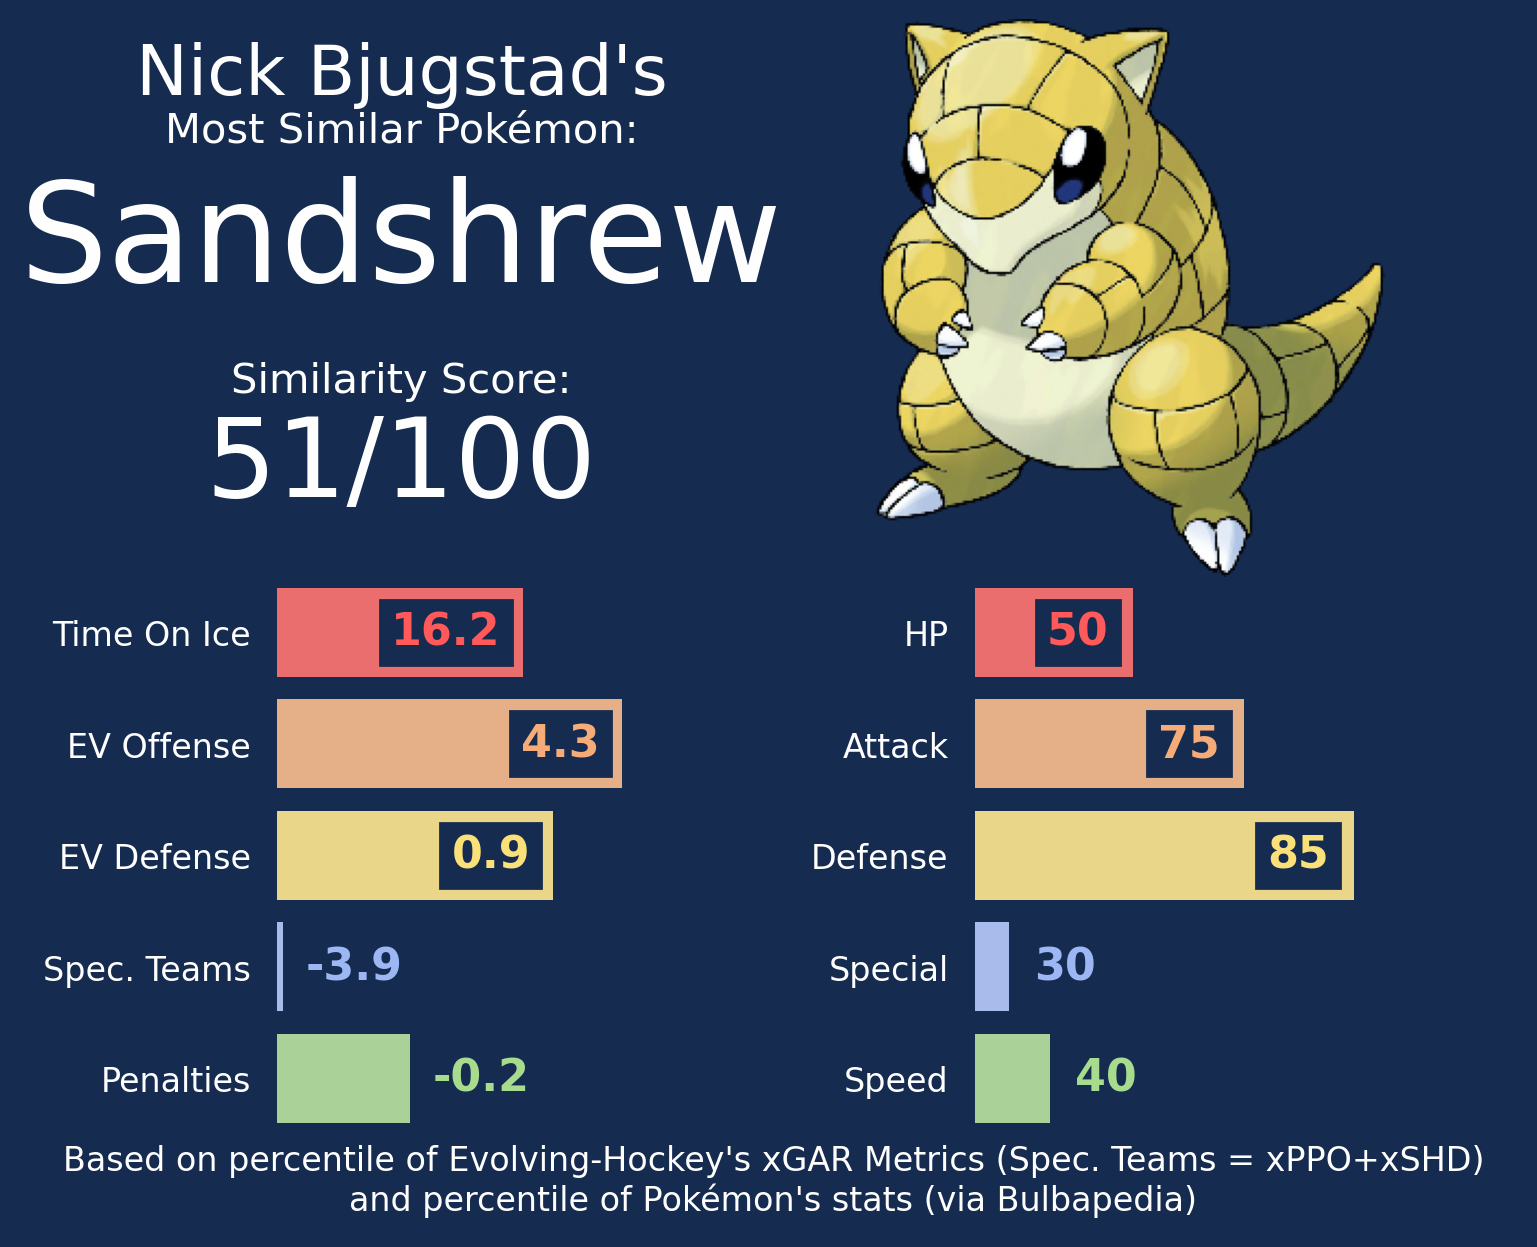 Nick Bjugstad's
Most Similar Pokémon:
Sandshrew
Similarity Score:
51/100
Time On Ice 16.2
EV Offense 4.3
EV Defense 0.9
Spec. Teams -3.9
Penalties -0.2
HP 50
Attack 75
Defense 85
Special 30
Speed 40
Based on percentile of Evolving-Hockey's xGAR Metrics (Spec. Teams = xPPO+xSHD)
and percentile of Pokémon's stats (via Bulbapedia)